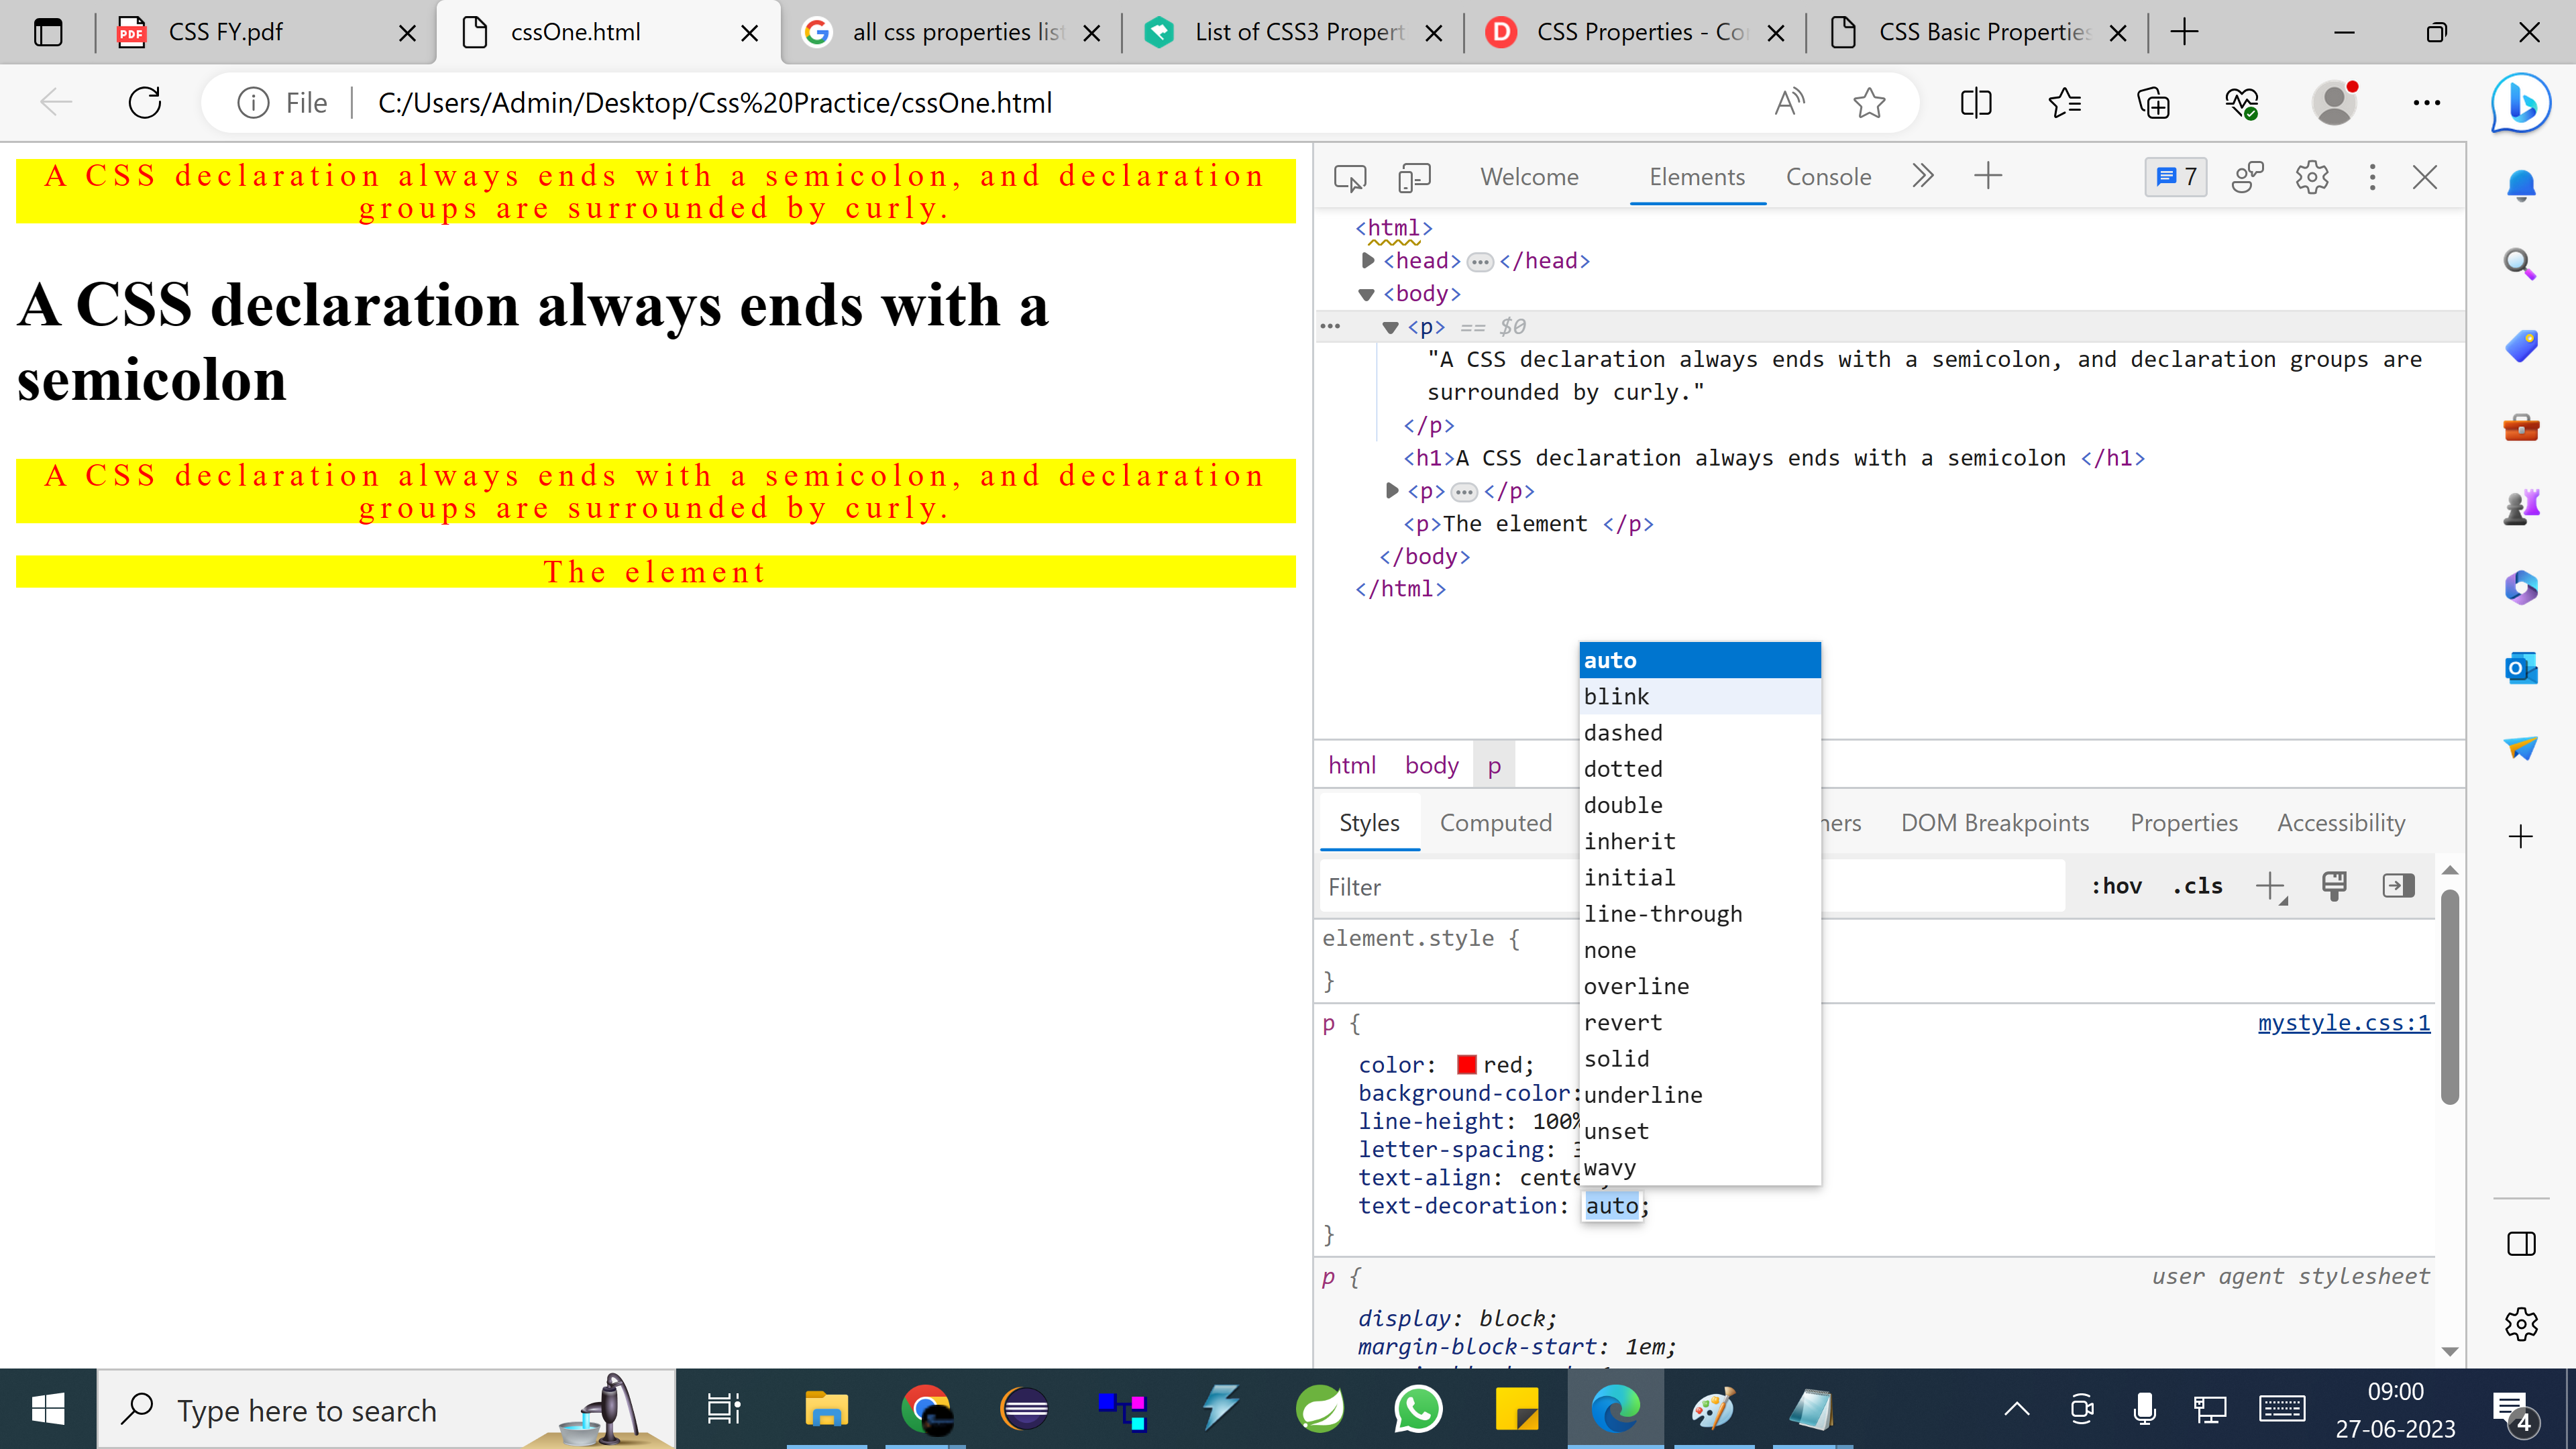 CSS FY.pdf
cssOne.html
all css properties list
List of CSS3 Propert
CSS Properties - Co
CSS Basic Properties
File
C:/Users/Admin/Desktop/Css%20Practice/cssOne.html
A CSS declaration always ends with a semicolon, and declaration
groups are surrounded by curly.
A CSS declaration always ends with a
semicolon
A CSS declaration always ends with a semicolon, and declaration
groups are surrounded by curly.
The element
Welcome
Elements
Console
7
<html>
<head> ... </head>
<body>
... <p> == $0
"A CSS declaration always ends with a semicolon, and declaration groups are
surrounded by curly."
</p>
<h1>A CSS declaration always ends with a semicolon </h1>
<p> ... </p>
<p>The element </p>
</body>
</html>
auto
blink
dashed
dotted
double
inherit
initial
line-through
none
overline
revert
solid
underline
unset
wavy
html body p
Styles
Computed
ners
DOM Breakpoints
Properties
Accessibility
Filter
:hov .cls
element.style {
}
p {
mystyle.css:1
color: red;
background-color:
line-height: 100%
letter-spacing: 3
text-align: cente
text-decoration: auto;
}
p {
user agent stylesheet
display: block;
margin-block-start: 1em;
Type here to search
09:00
27-06-2023
4